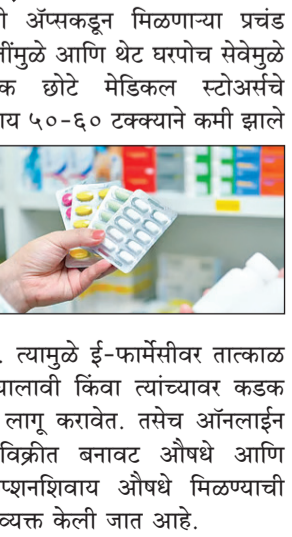 ॲप्सकडून मिळणाऱ्या प्रचंड
आणि थेट घरपोच सेवेमुळे
छोटे मेडिकल स्टोअर्सचे
५०-६० टक्क्याने कमी झाले
. त्यामुळे ई-फार्मसीवर तात्काळ
किंवा त्यांच्यावर कडक
लागू करावेत. तसेच ऑनलाईन
बनावट औषधे आणि
औषधे मिळण्याची
व्यक्त केली जात आहे.